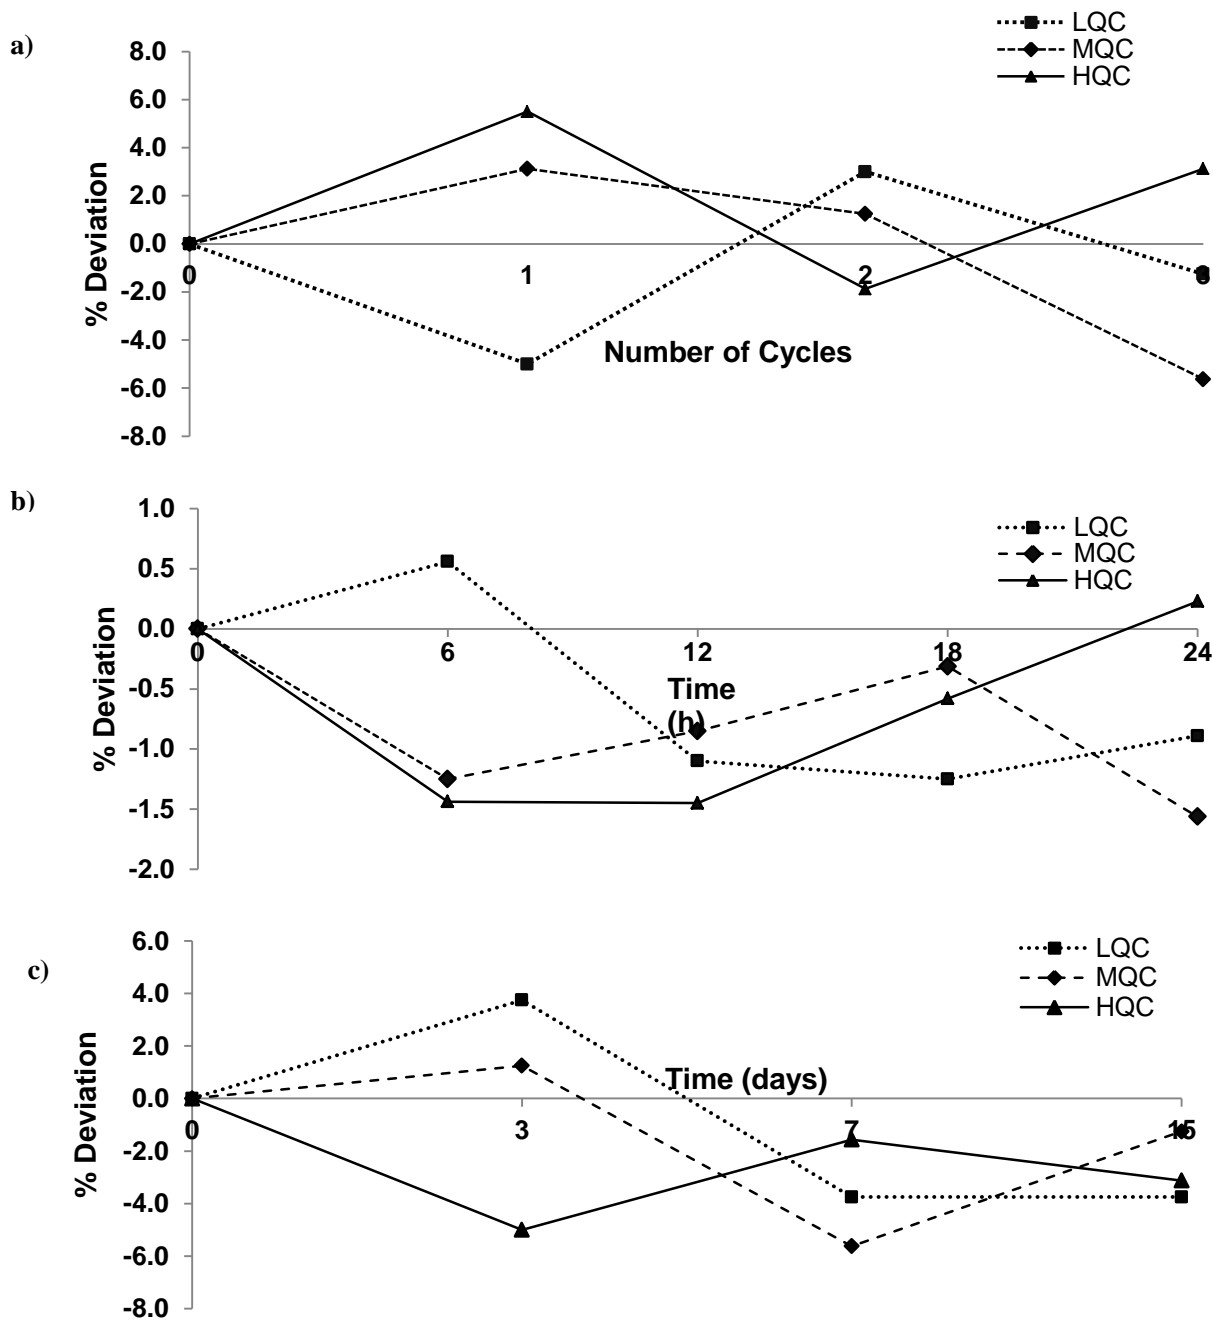 a)
LQC
MQC
HQC
8.0
6.0
4.0
2.0
0.0
-2.0
-4.0
-6.0
-8.0
% Deviation
0 1 2 3
Number of Cycles
b)
LQC
MQC
HQC
1.0
0.5
0.0
-0.5
-1.0
-1.5
-2.0
% Deviation
0 6 12 18 24
Time
(h)
c)
LQC
MQC
HQC
6.0
4.0
2.0
0.0
-2.0
-4.0
-6.0
-8.0
% Deviation
Time (days)
0 3 7 15